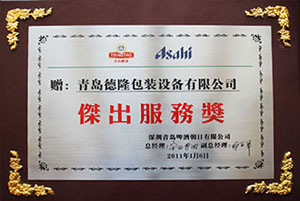 TSINGTAO Asahi
赠：青岛德隆包装设备有限公司
傑出服務獎
深圳青岛啤酒朝日有限公司
总经理： 副总经理：
2011年1月6日